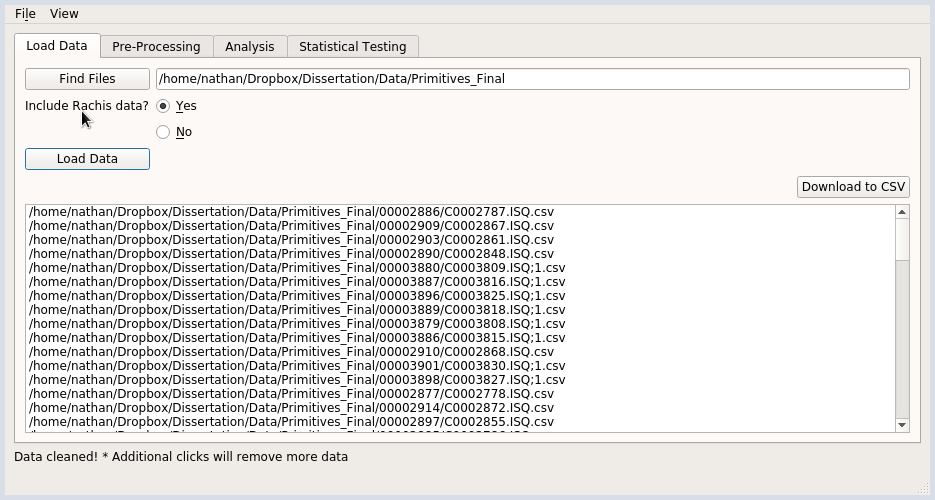 File View
Load Data Pre-Processing Analysis Statistical Testing
Find Files /home/nathan/Dropbox/Dissertation/Data/Primitives_Final
Include Rachis data? Yes
No
Load Data
Download to CSV
/home/nathan/Dropbox/Dissertation/Data/Primitives_Final/00002886/C0002787.ISQ.csv
/home/nathan/Dropbox/Dissertation/Data/Primitives_Final/00002909/C0002867.ISQ.csv
/home/nathan/Dropbox/Dissertation/Data/Primitives_Final/00002903/C0002861.ISQ.csv
/home/nathan/Dropbox/Dissertation/Data/Primitives_Final/00002890/C0002848.ISQ.csv
/home/nathan/Dropbox/Dissertation/Data/Primitives_Final/00003880/C0003809.ISQ;1.csv
/home/nathan/Dropbox/Dissertation/Data/Primitives_Final/00003887/C0003816.ISQ;1.csv
/home/nathan/Dropbox/Dissertation/Data/Primitives_Final/00003896/C0003825.ISQ;1.csv
/home/nathan/Dropbox/Dissertation/Data/Primitives_Final/00003889/C0003818.ISQ;1.csv
/home/nathan/Dropbox/Dissertation/Data/Primitives_Final/00003879/C0003808.ISQ;1.csv
/home/nathan/Dropbox/Dissertation/Data/Primitives_Final/00003886/C0003815.ISQ;1.csv
/home/nathan/Dropbox/Dissertation/Data/Primitives_Final/00002910/C0002868.ISQ.csv
/home/nathan/Dropbox/Dissertation/Data/Primitives_Final/00003901/C0003830.ISQ;1.csv
/home/nathan/Dropbox/Dissertation/Data/Primitives_Final/00003898/C0003827.ISQ;1.csv
/home/nathan/Dropbox/Dissertation/Data/Primitives_Final/00002877/C0002778.ISQ.csv
/home/nathan/Dropbox/Dissertation/Data/Primitives_Final/00002914/C0002872.ISQ.csv
/home/nathan/Dropbox/Dissertation/Data/Primitives_Final/00002897/C0002855.ISQ.csv
Data cleaned! * Additional clicks will remove more data